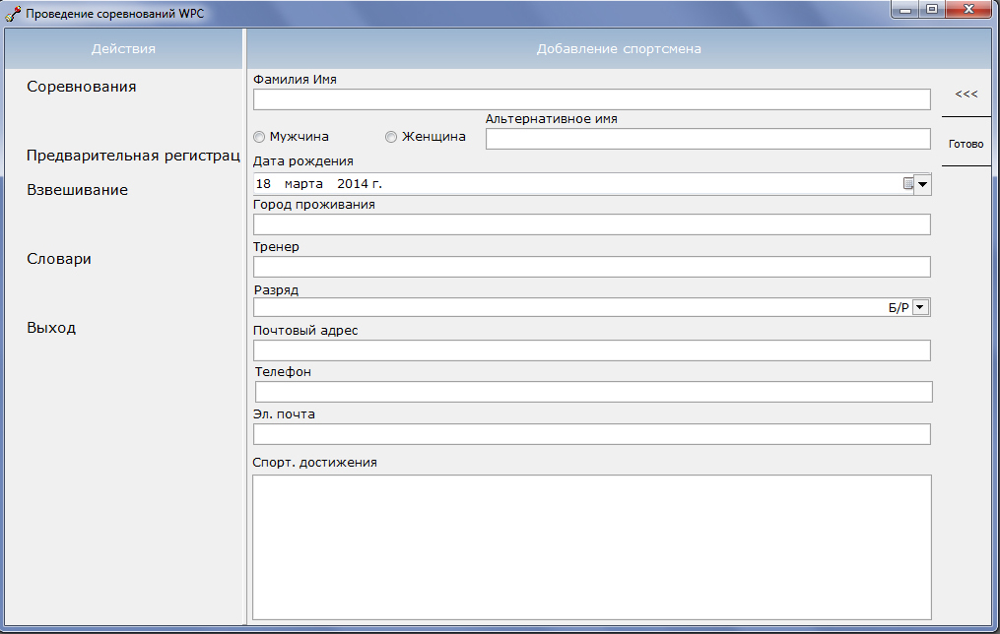 Проведение соревнований WPC
Действия
Добавление спортсмена
Соревнования
Предварительная регистрац
Взвешивание
Словари
Выход
Фамилия Имя
<<<
Альтернативное имя
Мужчина
Женщина
Готово
Дата рождения
18 марта 2014 г.
Город проживания
Тренер
Разряд
Б/Р
Почтовый адрес
Телефон
Эл. почта
Спорт. достижения